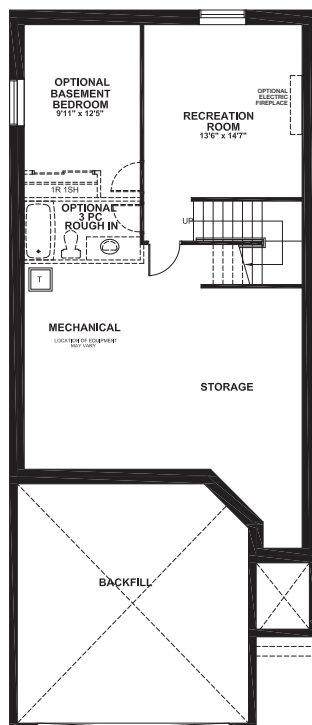 OPTIONAL
BASEMENT
BEDROOM
9'11" x 12'5"
OPTIONAL
ELECTRIC
FIREPLACE
RECREATION
ROOM
13'6" x 14'7"
1R 1SH
OPTIONAL
3 PC
ROUGH IN
UP
T
MECHANICAL
LOCATION OF EQUIPMENT
MAY VARY
STORAGE
BACKFILL